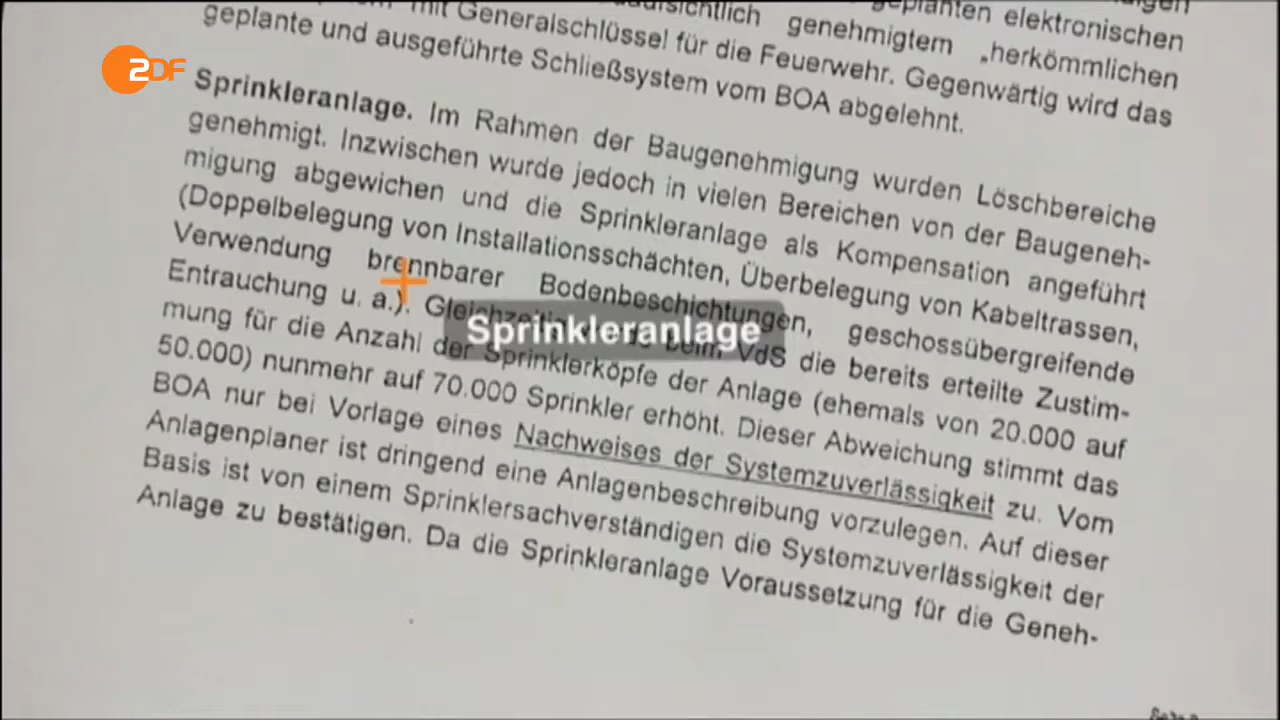 geplanten elektronischen
mit Generalschlüssel für die Feuerwehr. Gegenwärtig wird das
genehmigtem „herkömmlichen
geplante und ausgeführte Schließsystem vom BOA abgelehnt.
ZDF
Sprinkleranlage. Im Rahmen der Baugenehmigung wurden Löschbereiche
genehmigt. Inzwischen wurde jedoch in vielen Bereichen von der Baugeneh-
migung abgewichen und die Sprinkleranlage als Kompensation angeführt
(Doppelbelegung von Installationsschächten, Überbelegung von Kabeltrassen,
Verwendung brennbarer Bodenbeschichtungen, geschossübergreifende
Entrauchung u. a.). Gleichzeitig beim VdS die bereits erteilte Zustim-
Sprinkleranlage
mung für die Anzahl der Sprinklerköpfe der Anlage (ehemals von 20.000 auf
50.000) nunmehr auf 70.000 Sprinkler erhöht. Dieser Abweichung stimmt das
BOA nur bei Vorlage eines Nachweises der Systemzuverlässigkeit zu. Vom
Anlagenplaner ist dringend eine Anlagenbeschreibung vorzulegen. Auf dieser
Basis ist von einem Sprinklersachverständigen die Systemzuverlässigkeit der
Anlage zu bestätigen. Da die Sprinkleranlage Voraussetzung für die Geneh-